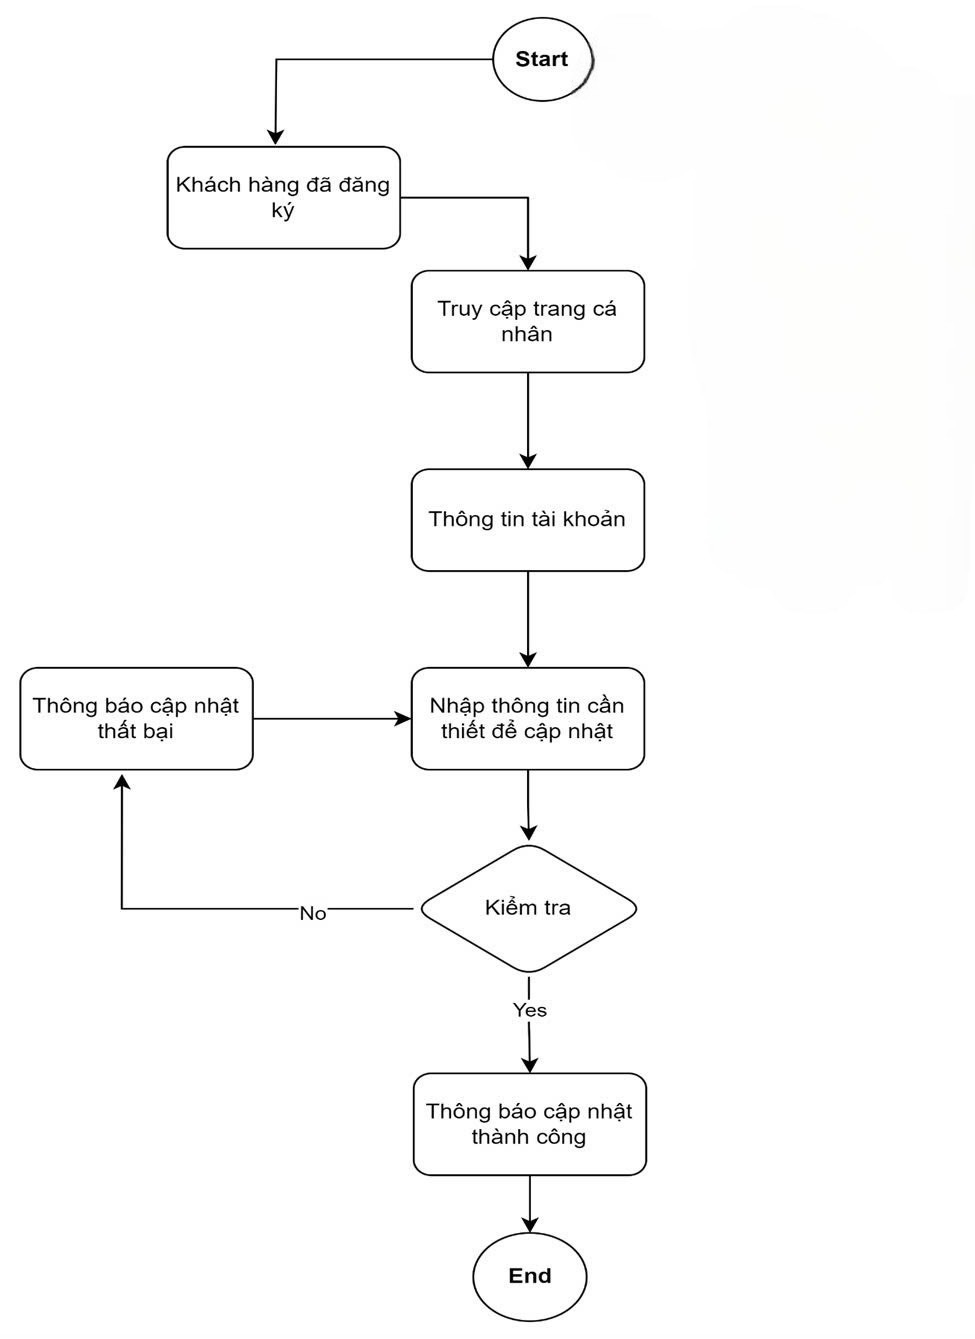 Start
Khách hàng đã đăng
ký
Truy cập trang cá
nhân
Thông tin tài khoản
Thông báo cập nhật
thất bại
Nhập thông tin cần
thiết để cập nhật
Kiểm tra
No
Yes
Thông báo cập nhật
thành công
End